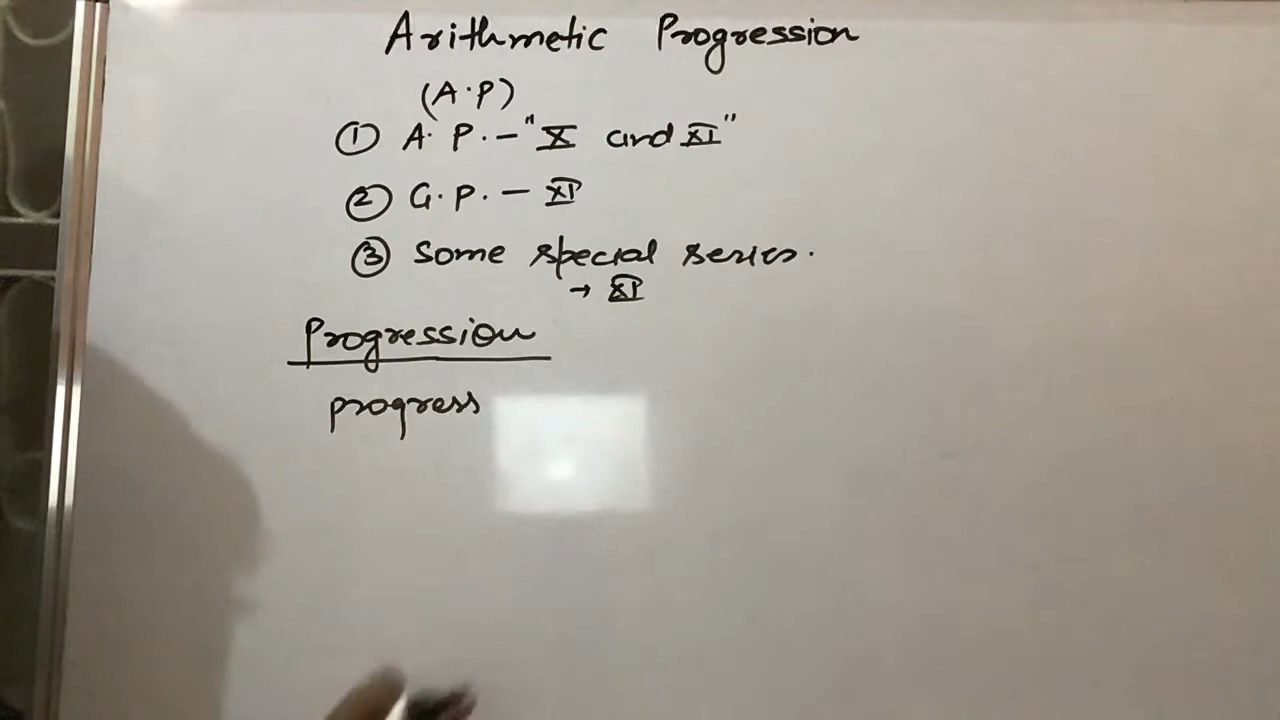 Arithmetic Progression
(A.P)
① A. P. - "X and XI"
② G.P. - XI
③ Some special series.
→ XI
Progression
progress